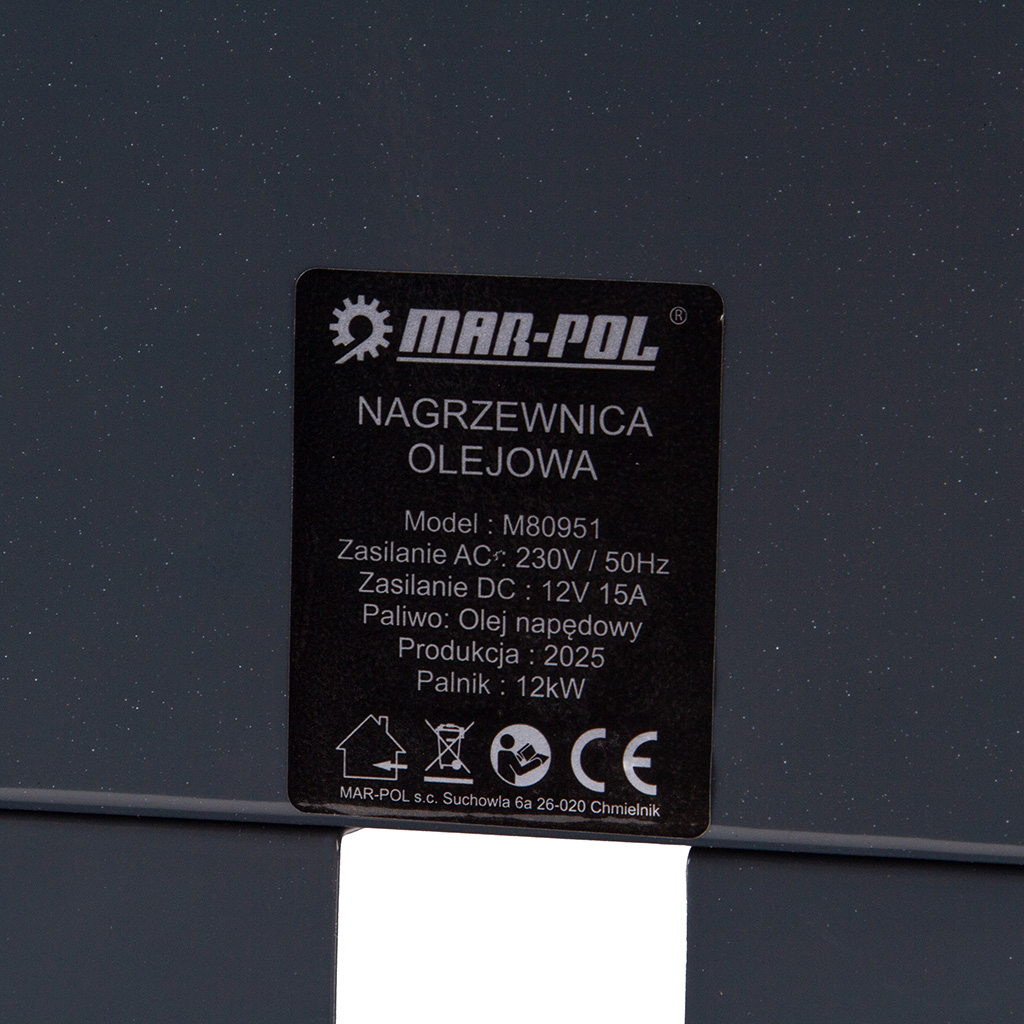 MAR-POL ®
NAGRZEWNICA
OLEJOWA
Model : M80951
Zasilanie AC : 230V / 50Hz
Zasilanie DC : 12V 15A
Paliwo: Olej napędowy
Produkcja : 2025
Palnik : 12kW
CE
MAR-POL s.c. Suchowla 6a 26-020 Chmielnik